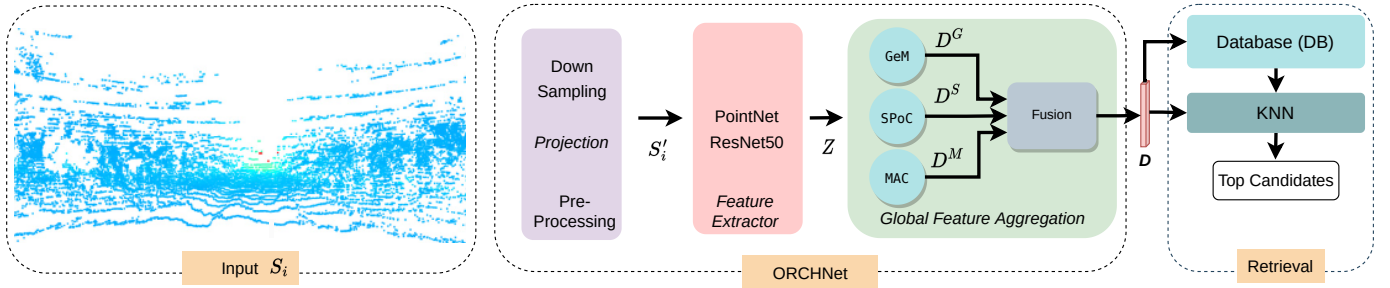 Input S_i
Down
Sampling
Projection
Pre-
Processing
S_i'
PointNet
ResNet50
Feature
Extractor
Z
GeM
D^G
SPoC
D^S
MAC
D^M
Fusion
Global Feature Aggregation
ORCHNet
D
Database (DB)
KNN
Top Candidates
Retrieval